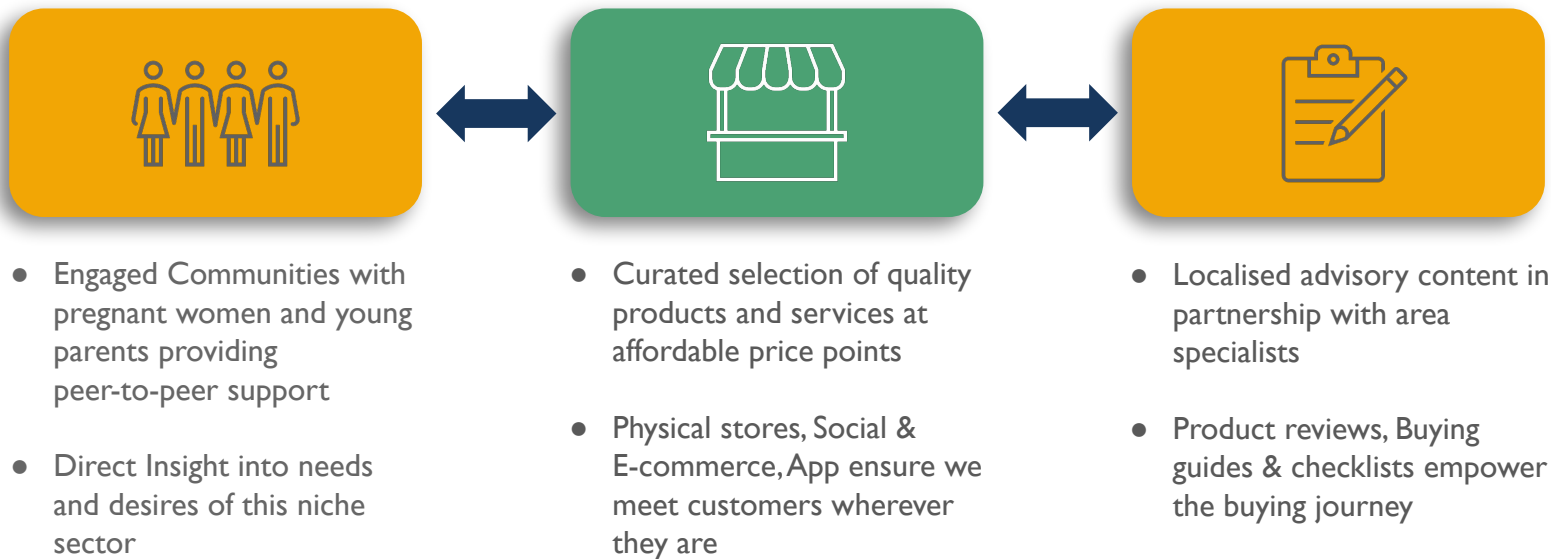 ● Engaged Communities with
pregnant women and young
parents providing
peer-to-peer support
● Direct Insight into needs
and desires of this niche
sector
● Curated selection of quality
products and services at
affordable price points
● Physical stores, Social &
E-commerce, App ensure we
meet customers wherever
they are
● Localised advisory content in
partnership with area
specialists
● Product reviews, Buying
guides & checklists empower
the buying journey